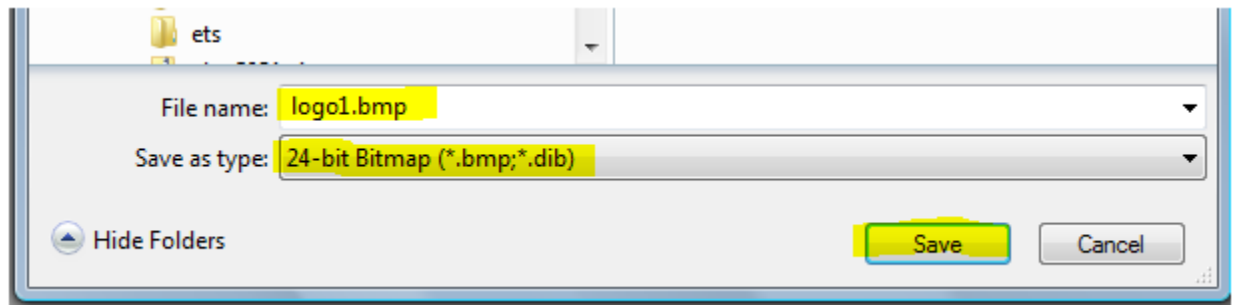 ets
File name: logo1.bmp
Save as type: 24-bit Bitmap (*.bmp;*.dib)
Hide Folders
Save
Cancel